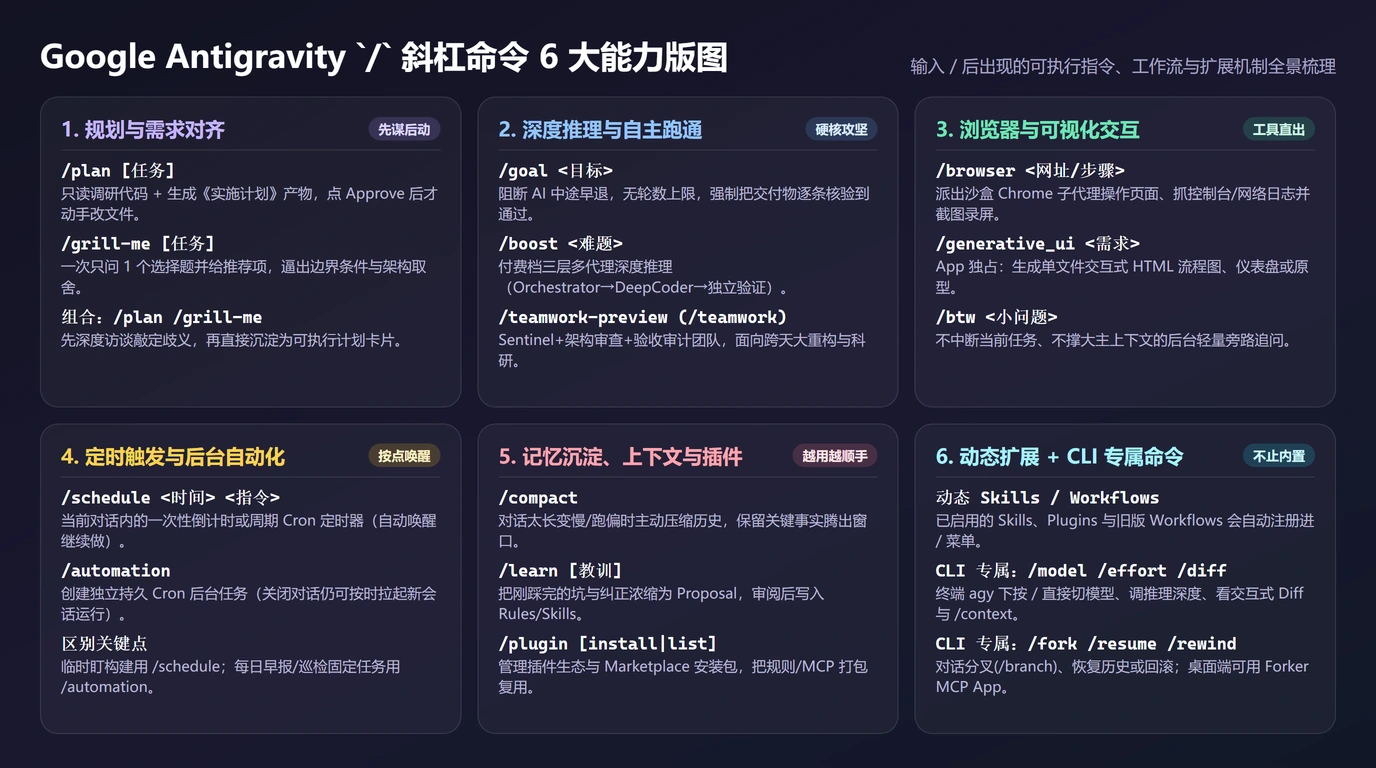 Google Antigravity `/` 斜杠命令 6 大能力版图
输入 / 后出现的可执行指令、工作流与扩展机制全景梳理
1. 规划与需求对齐
先谋后动
/plan [任务]
只读调研代码 + 生成《实施计划》产物，点 Approve 后才
动手改文件。
/grill-me [任务]
一次只问 1 个选择题并给推荐项，逼出边界条件与架构取
舍。
组合: /plan /grill-me
先深度访谈敲定歧义，再直接沉淀为可执行计划卡片。
2. 深度推理与自主跑通
硬核攻坚
/goal <目标>
阻断 AI 中途早退，无轮数上限，强制把交付物逐条核验到
通过。
/boost <难题>
付费档三层多代理深度推理
（Orchestrator→DeepCoder→独立验证）。
/teamwork-preview (/teamwork)
Sentinel+架构审查+验收审计团队，面向跨天大重构与科
研。
3. 浏览器与可视化交互
工具直出
/browser <网址/步骤>
派出沙盒 Chrome 子代理操作页面、抓控制台/网络日志并
截图录屏。
/generative_ui <需求>
App 独占：生成单文件交互式 HTML 流程图、仪表盘或原
型。
/btw <小问题>
不中断当前任务、不撑大主上下文的后台轻量旁路追问。
4. 定时触发与后台自动化
按点唤醒
/schedule <时间> <指令>
当前对话内的一次性倒计时或周期 Cron 定时器（自动唤醒
继续做）。
/automation
创建独立持久 Cron 后台任务（关闭对话仍可按时拉起新会
话运行）。
区别关键点
临时盯构建用 /schedule；每日早报/巡检固定任务用
/automation。
5. 记忆沉淀、上下文与插件
越用越顺手
/compact
对话太长变慢/跑偏时主动压缩历史，保留关键事实腾出窗
口。
/learn [教训]
把刚踩完的坑与纠正浓缩为 Proposal，审阅后写入
Rules/Skills。
/plugin [install|list]
管理插件生态与 Marketplace 安装包，把规则/MCP 打包
复用。
6. 动态扩展 + CLI 专属命令
不止内置
动态 Skills / Workflows
已启用的 Skills、Plugins 与旧版 Workflows 会自动注册进
/ 菜单。
CLI 专属: /model /effort /diff
终端 agy 下按 / 直接切模型、调推理深度、看交互式 Diff
与 /context。
CLI 专属: /fork /resume /rewind
对话分叉(/branch)、恢复历史或回滚；桌面端可用 Forker
MCP App。